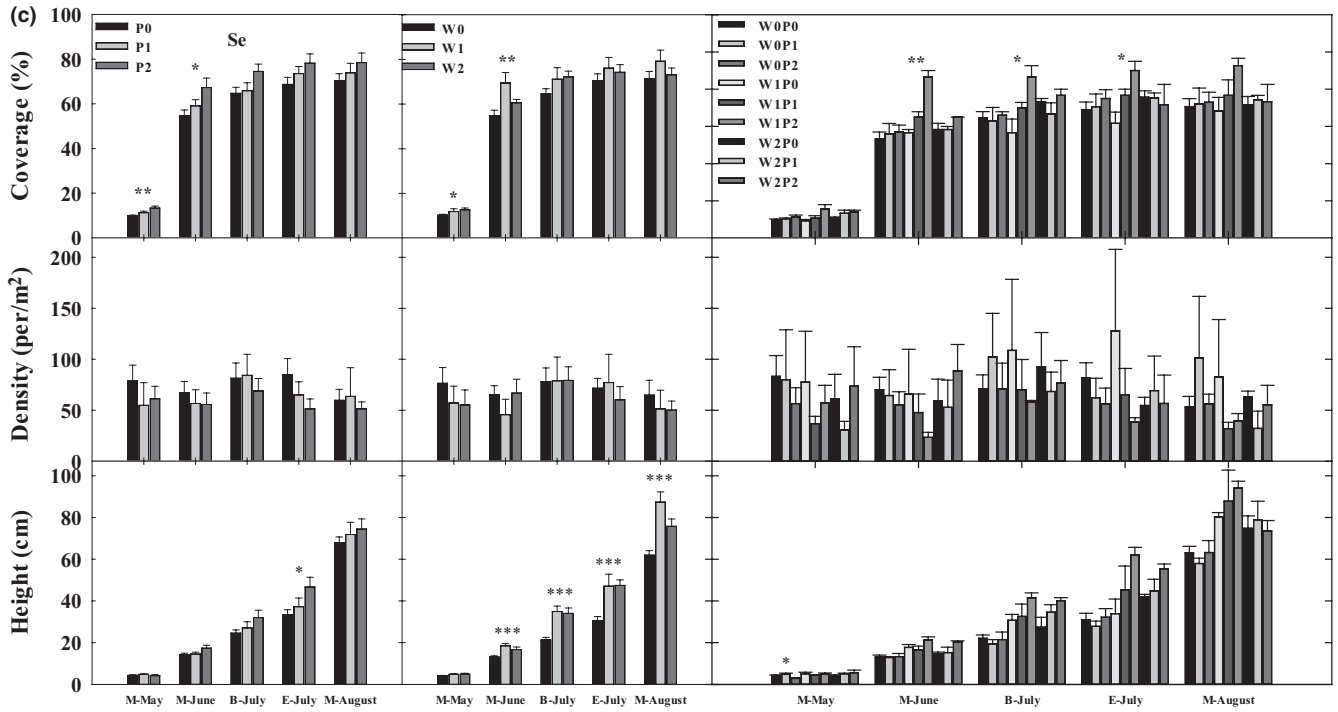 (c)
Coverage (%)
100
80
60
40
20
0
P0
P1
P2
Se
**
*
W0
W1
W2
*
**
W0P0
W0P1
W0P2
W1P0
W1P1
W1P2
W2P0
W2P1
W2P2
**
*
*
Density (per/m²)
200
150
100
50
0
Height (cm)
100
80
60
40
20
0
*
***
***
***
***
*
M-May M-June B-July E-July M-August
M-May M-June B-July E-July M-August
M-May M-June B-July E-July M-August